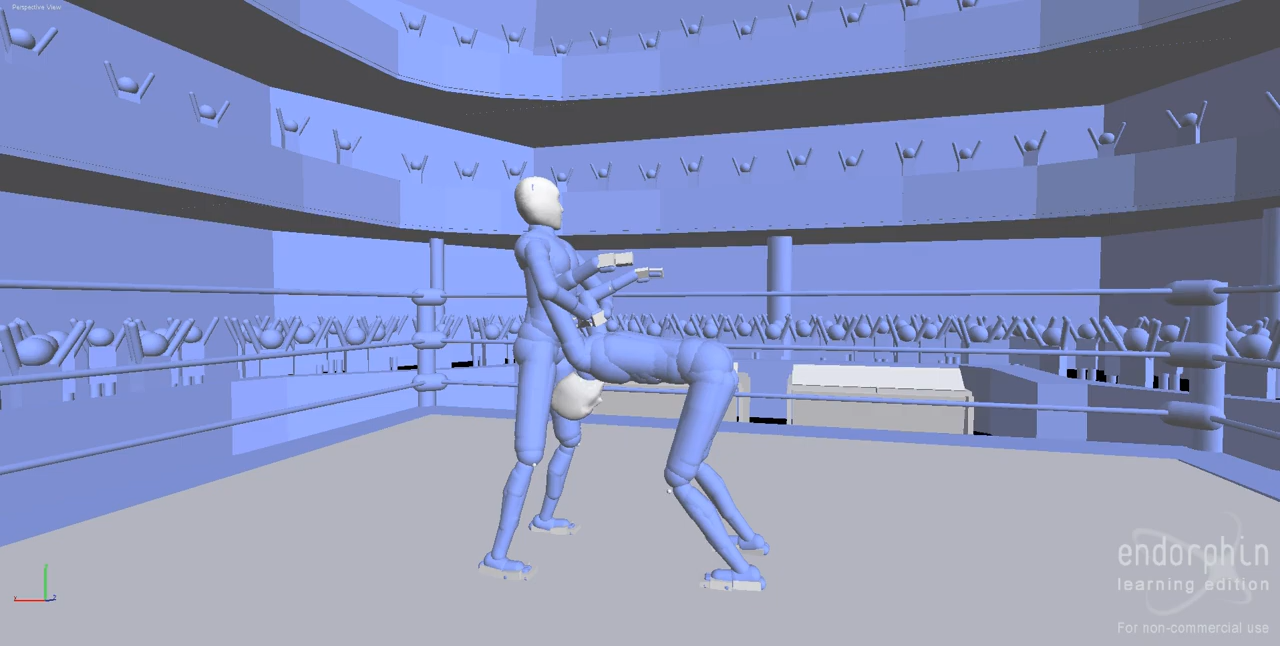 Perspective View
endorphin
learning edition
For non-commercial use